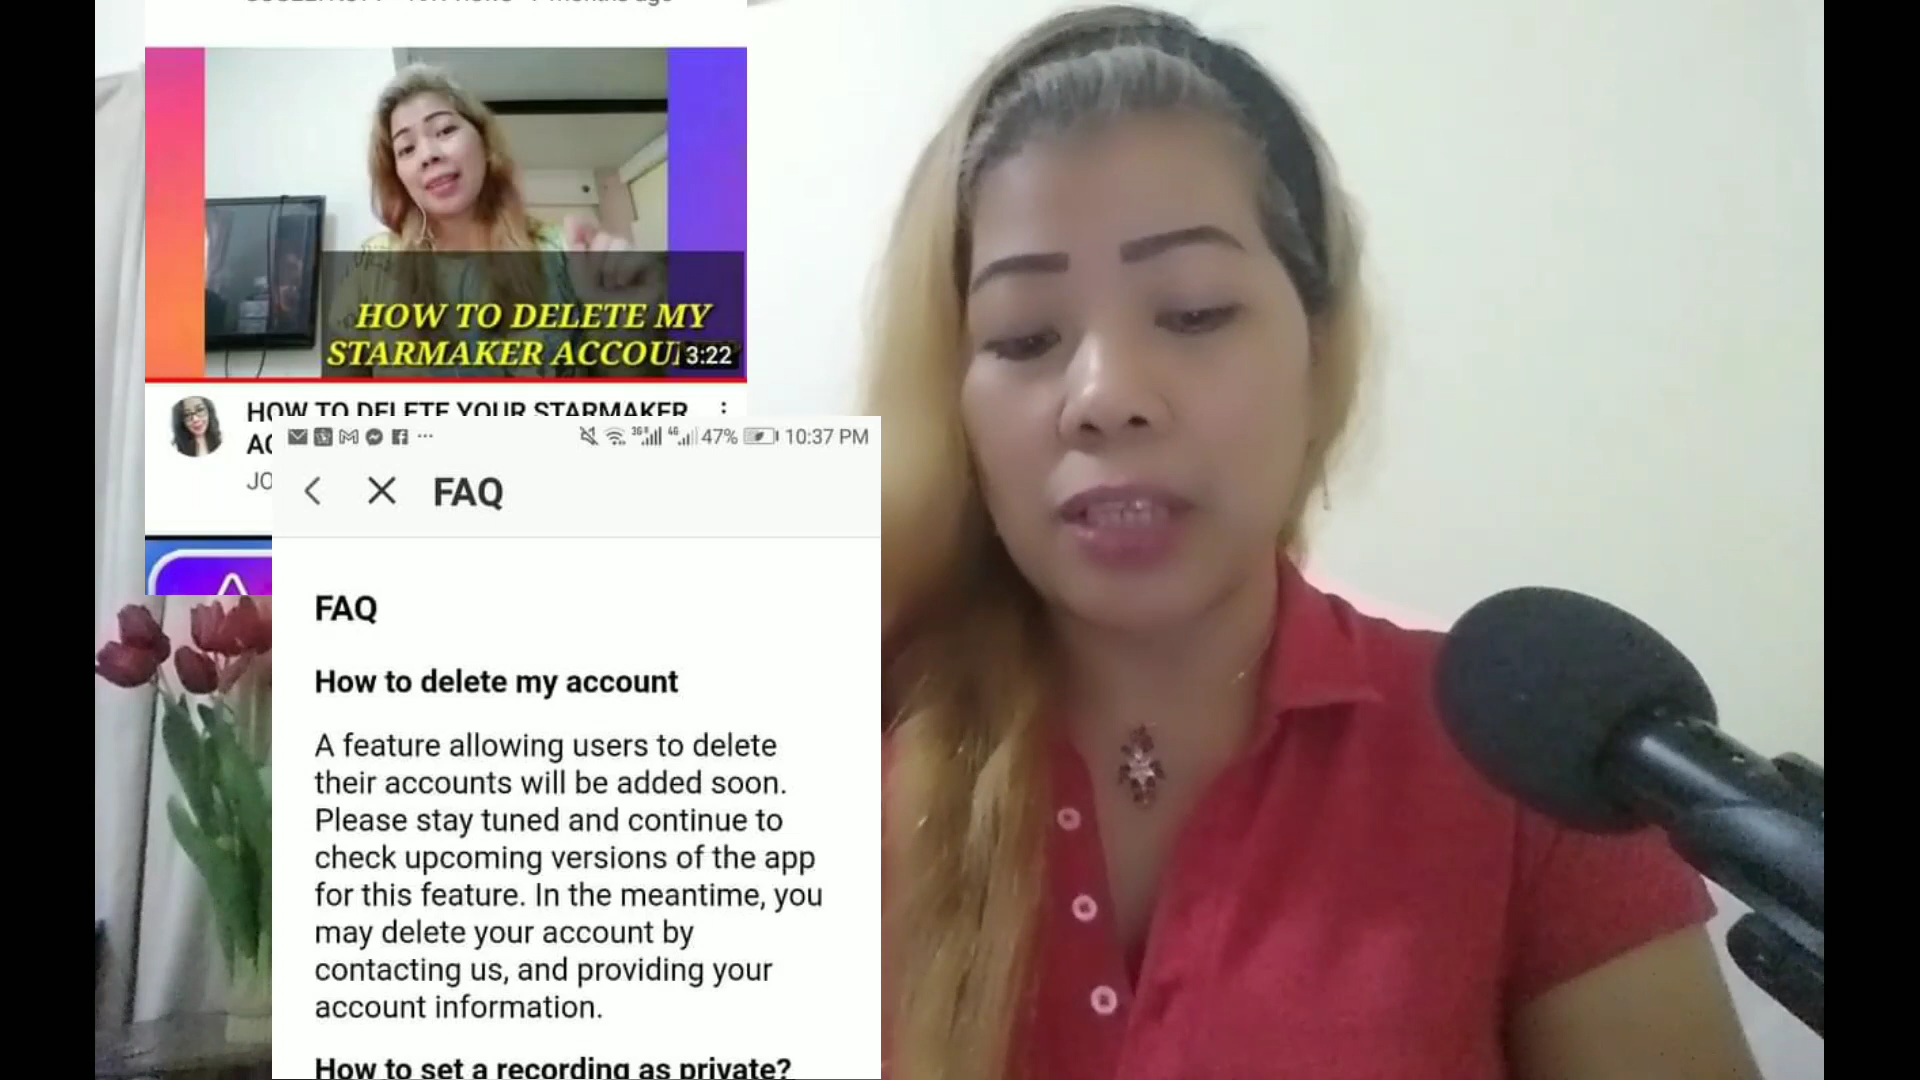 HOW TO DELETE MY
STARMAKER ACCOU
3:22
HOW TO DELETE YOUR STARMAKER
JO
47% 10:37 PM
FAQ
FAQ
How to delete my account
A feature allowing users to delete
their accounts will be added soon.
Please stay tuned and continue to
check upcoming versions of the app
for this feature. In the meantime, you
may delete your account by
contacting us, and providing your
account information.
How to set a recording as private?